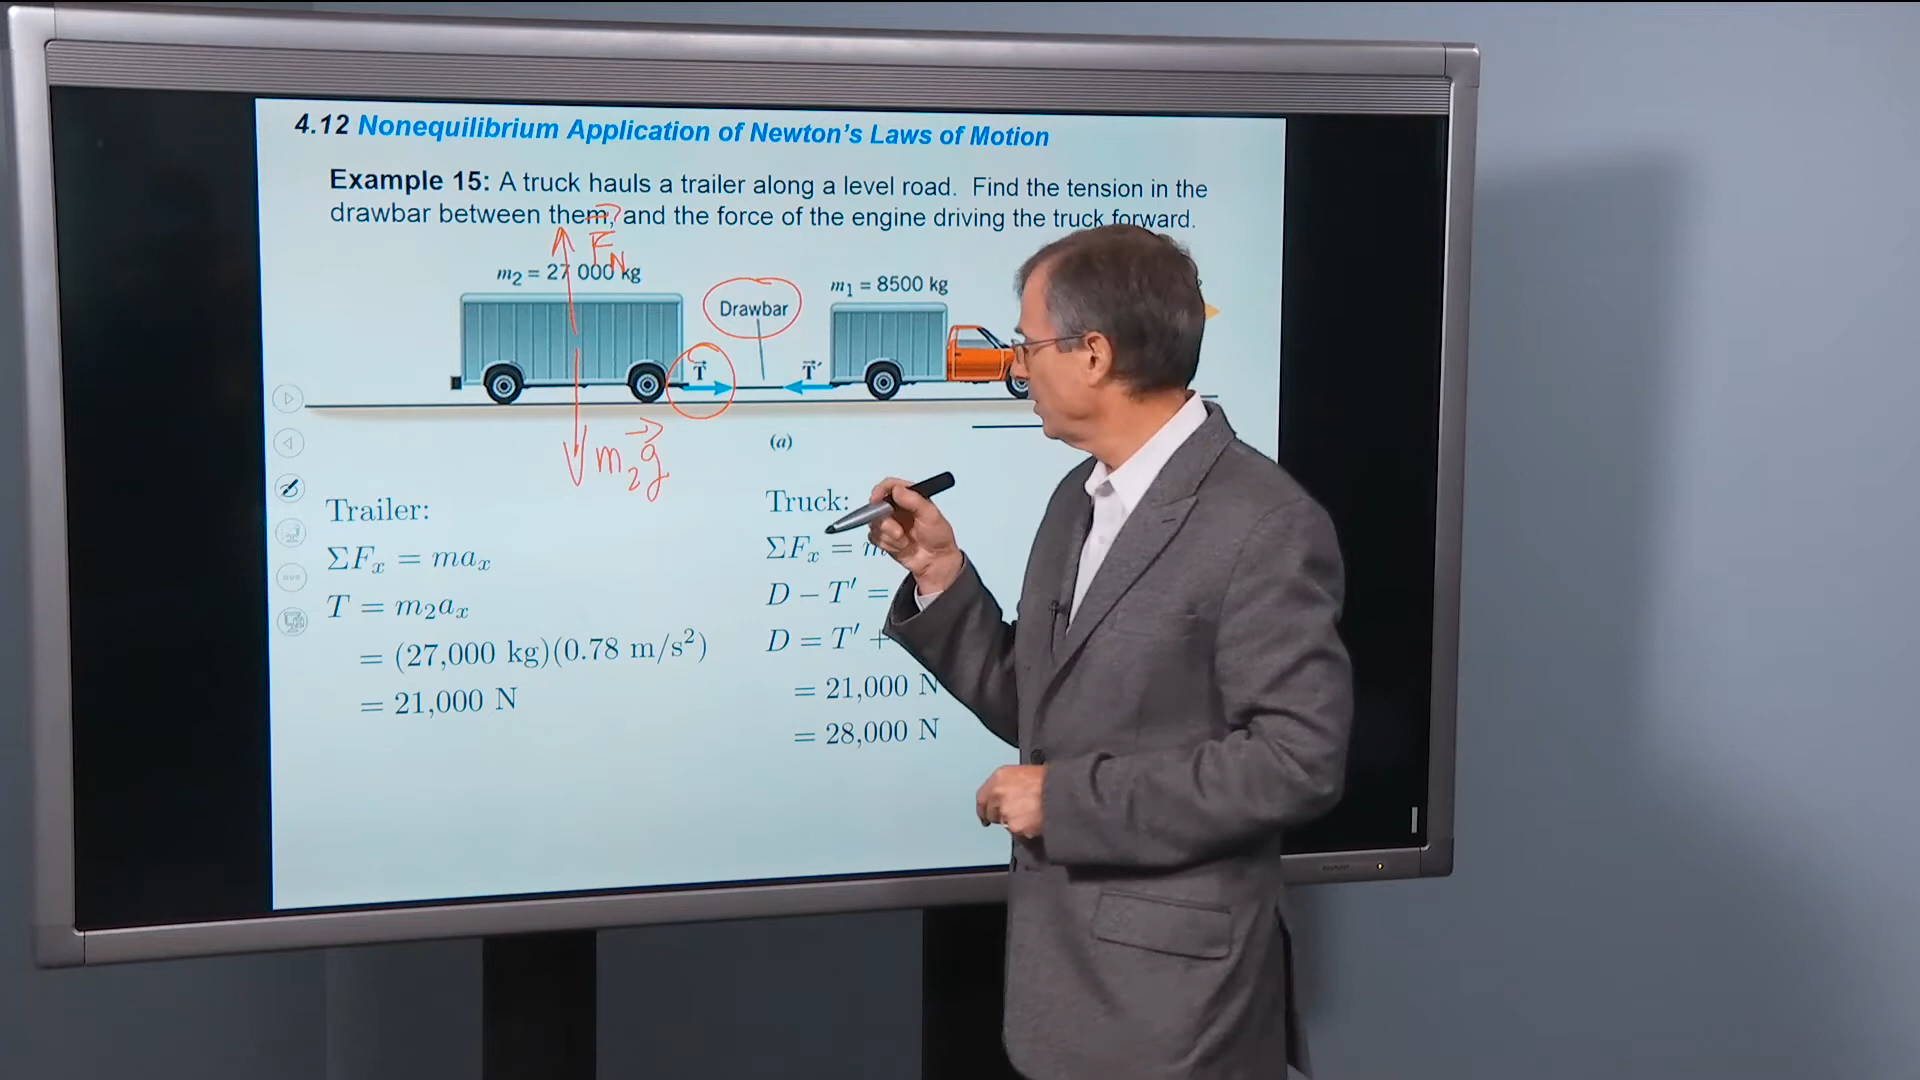 4.12 Nonequilibrium Application of Newton's Laws of Motion
Example 15: A truck hauls a trailer along a level road. Find the tension in the
drawbar between them, and the force of the engine driving the truck forward.
F⃗N
m₂ = 27 000 kg
m₁ = 8500 kg
Drawbar
T⃗
T⃗′
m₂g⃗
(a)
Trailer:
ΣFₓ = maₓ
T = m₂aₓ
= (27,000 kg)(0.78 m/s²)
= 21,000 N
Truck:
ΣFₓ =
D − T′ =
D = T′ +
= 21,000 N
= 28,000 N